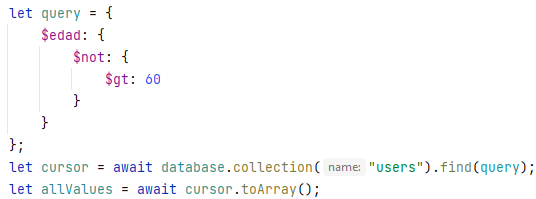 let query = {
    $edad: {
        $not: {
            $gt: 60
        }
    }
};
let cursor = await database.collection( name: "users").find(query);
let allValues = await cursor.toArray();